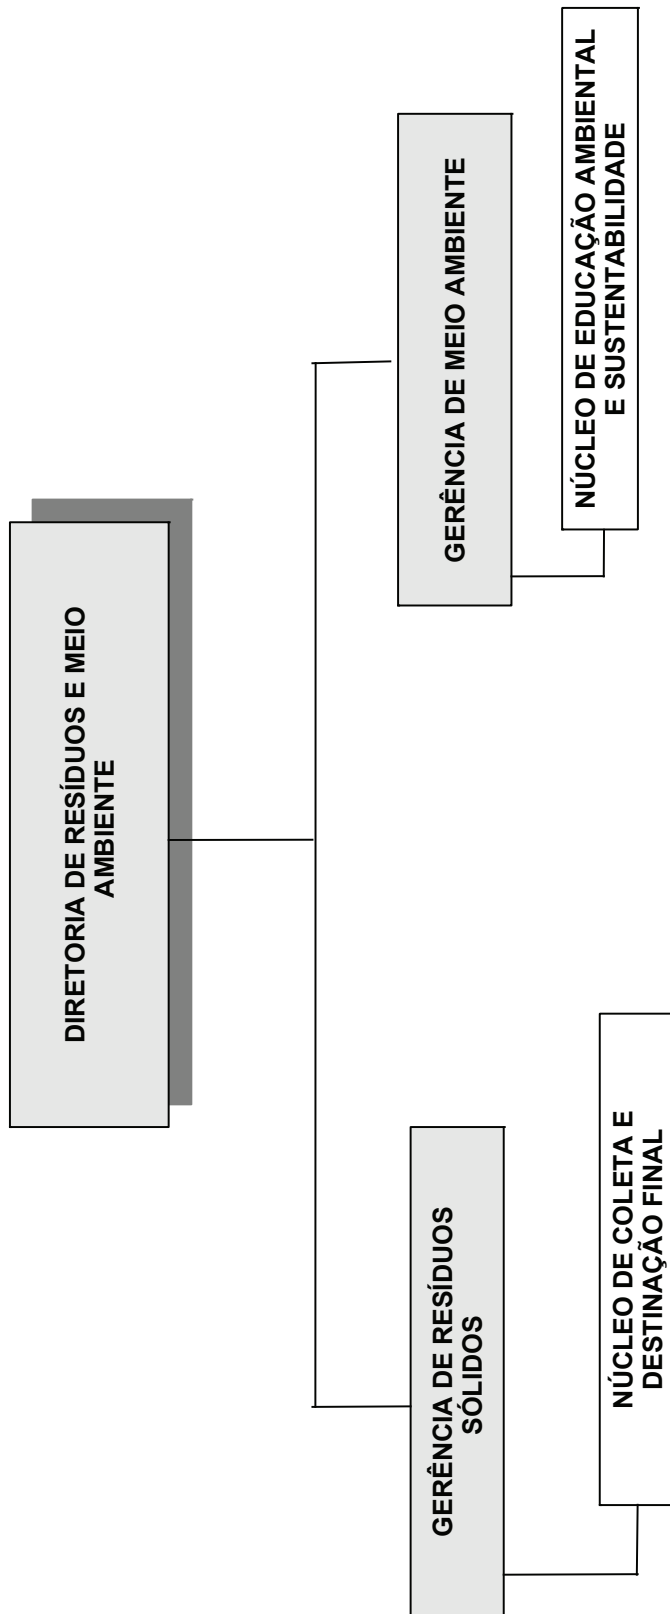 DIRETORIA DE RESÍDUOS E MEIO
AMBIENTE
GERÊNCIA DE RESÍDUOS
SÓLIDOS
NÚCLEO DE COLETA E
DESTINAÇÃO FINAL
GERÊNCIA DE MEIO AMBIENTE
NÚCLEO DE EDUCAÇÃO AMBIENTAL
E SUSTENTABILIDADE